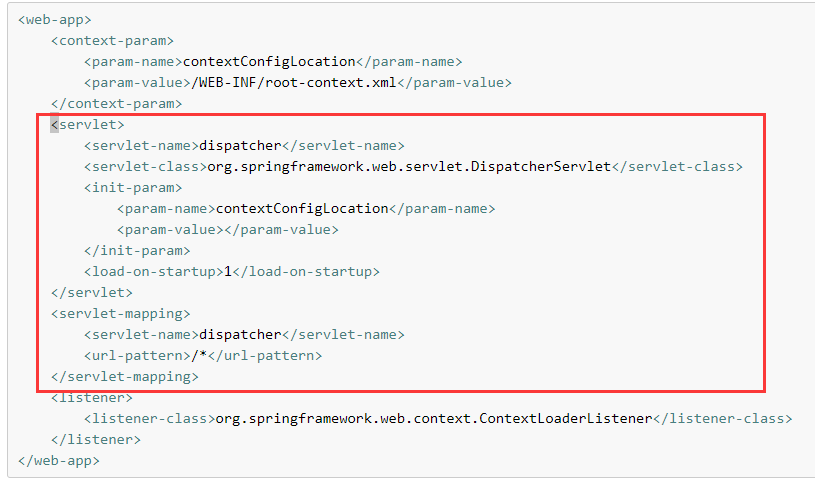 <web-app>
    <context-param>
        <param-name>contextConfigLocation</param-name>
        <param-value>/WEB-INF/root-context.xml</param-value>
    </context-param>
    <servlet>
        <servlet-name>dispatcher</servlet-name>
        <servlet-class>org.springframework.web.servlet.DispatcherServlet</servlet-class>
        <init-param>
            <param-name>contextConfigLocation</param-name>
            <param-value></param-value>
        </init-param>
        <load-on-startup>1</load-on-startup>
    </servlet>
    <servlet-mapping>
        <servlet-name>dispatcher</servlet-name>
        <url-pattern>/*</url-pattern>
    </servlet-mapping>
    <listener>
        <listener-class>org.springframework.web.context.ContextLoaderListener</listener-class>
    </listener>
</web-app>